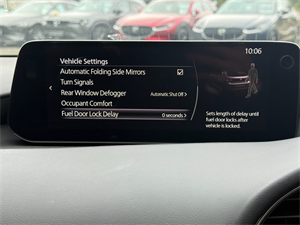 10:06
Vehicle Settings
Automatic Folding Side Mirrors
Turn Signals
Rear Window Defogger Automatic Shut Off >
Occupant Comfort
Fuel Door Lock Delay 0 seconds >
Sets length of delay until
fuel door locks after
vehicle is locked.